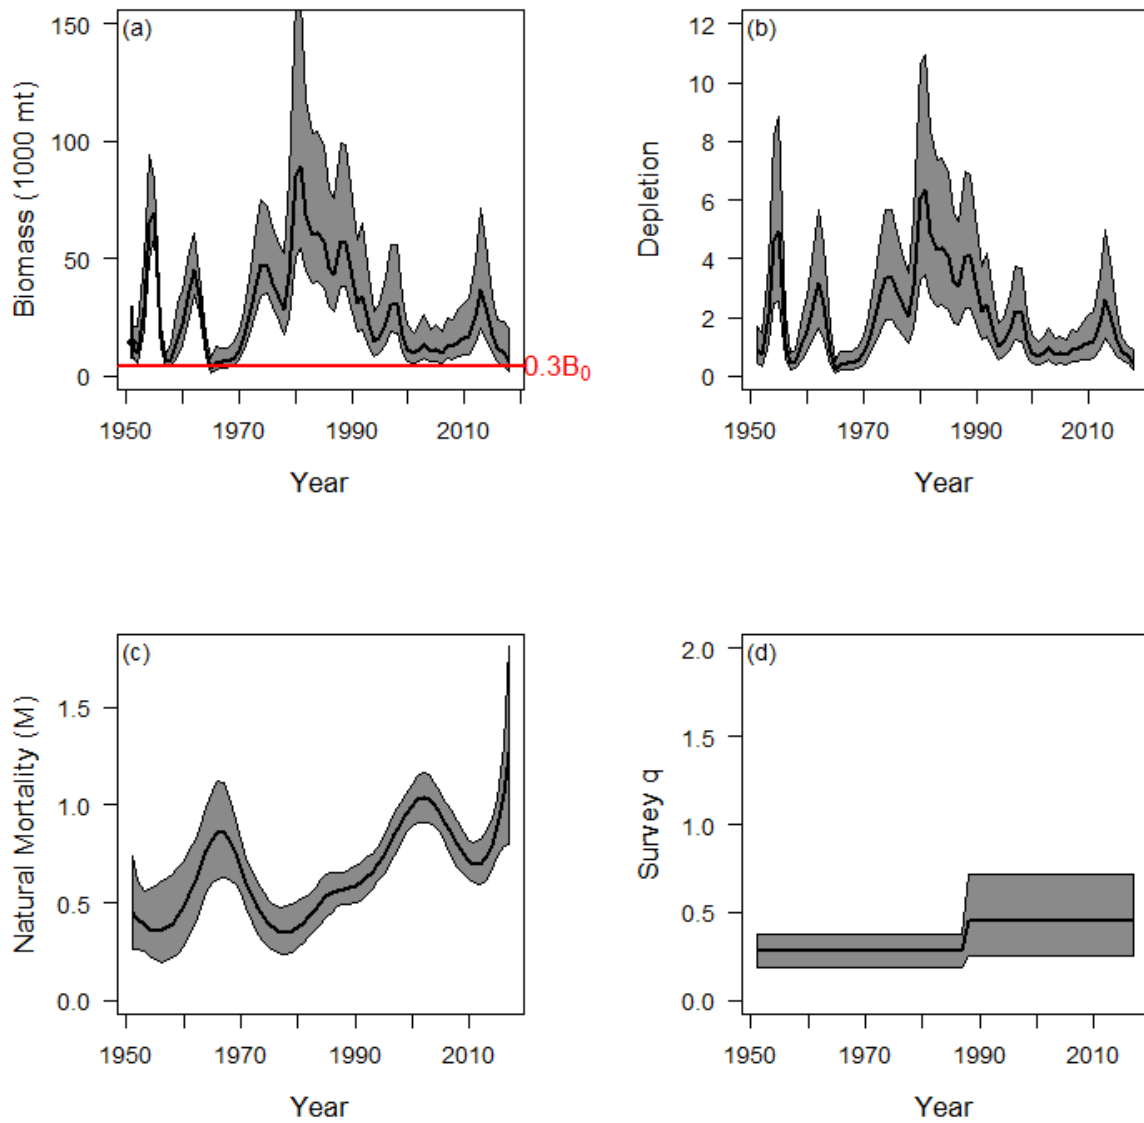 (a)
Biomass (1000 mt)
150
100
50
0
0.3B₀
1950 1970 1990 2010
Year
(b)
Depletion
12
10
8
6
4
2
0
1950 1970 1990 2010
Year
(c)
Natural Mortality (M)
1.5
1.0
0.5
0.0
1950 1970 1990 2010
Year
(d)
Survey q
2.0
1.5
1.0
0.5
0.0
1950 1970 1990 2010
Year